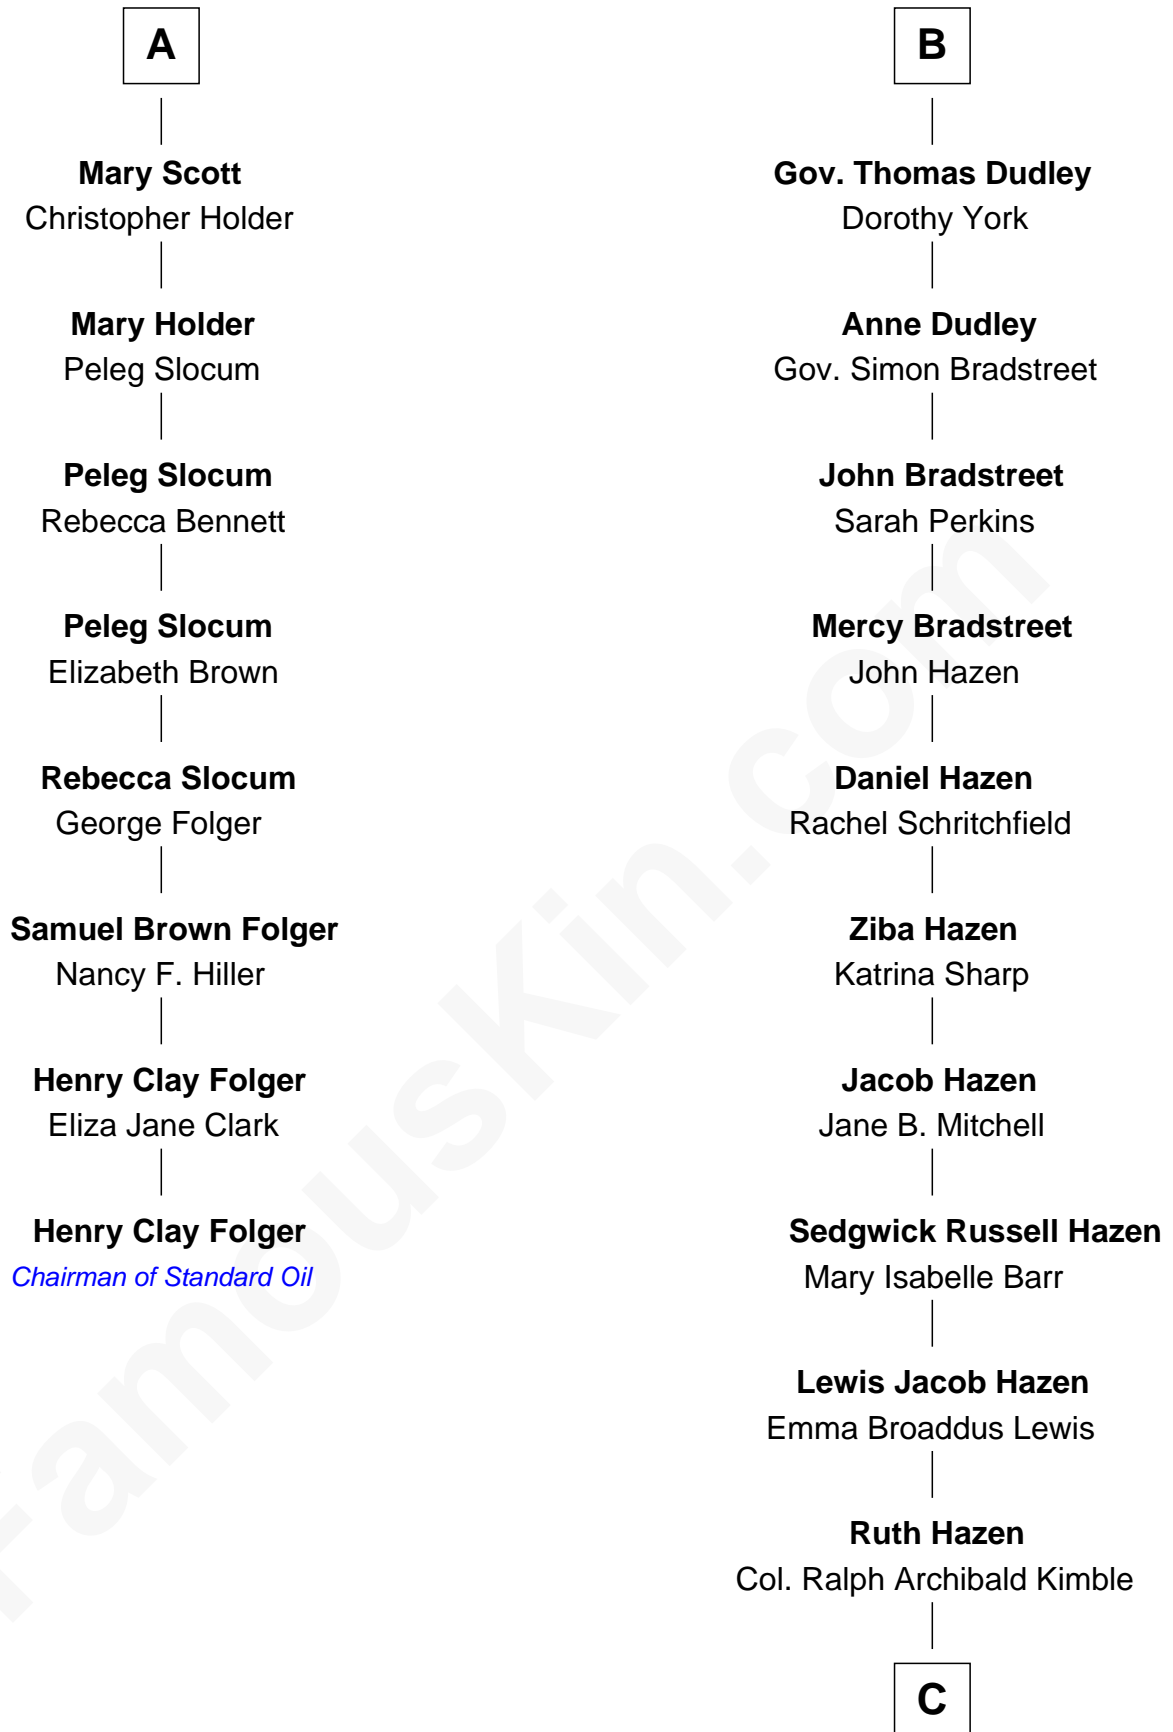 A
Mary Scott
Christopher Holder
Mary Holder
Peleg Slocum
Peleg Slocum
Rebecca Bennett
Peleg Slocum
Elizabeth Brown
Rebecca Slocum
George Folger
Samuel Brown Folger
Nancy F. Hiller
Henry Clay Folger
Eliza Jane Clark
Henry Clay Folger
Chairman of Standard Oil
B
Gov. Thomas Dudley
Dorothy York
Anne Dudley
Gov. Simon Bradstreet
John Bradstreet
Sarah Perkins
Mercy Bradstreet
John Hazen
Daniel Hazen
Rachel Schritchfield
Ziba Hazen
Katrina Sharp
Jacob Hazen
Jane B. Mitchell
Sedgwick Russell Hazen
Mary Isabelle Barr
Lewis Jacob Hazen
Emma Broaddus Lewis
Ruth Hazen
Col. Ralph Archibald Kimble
C
FamousKin.com